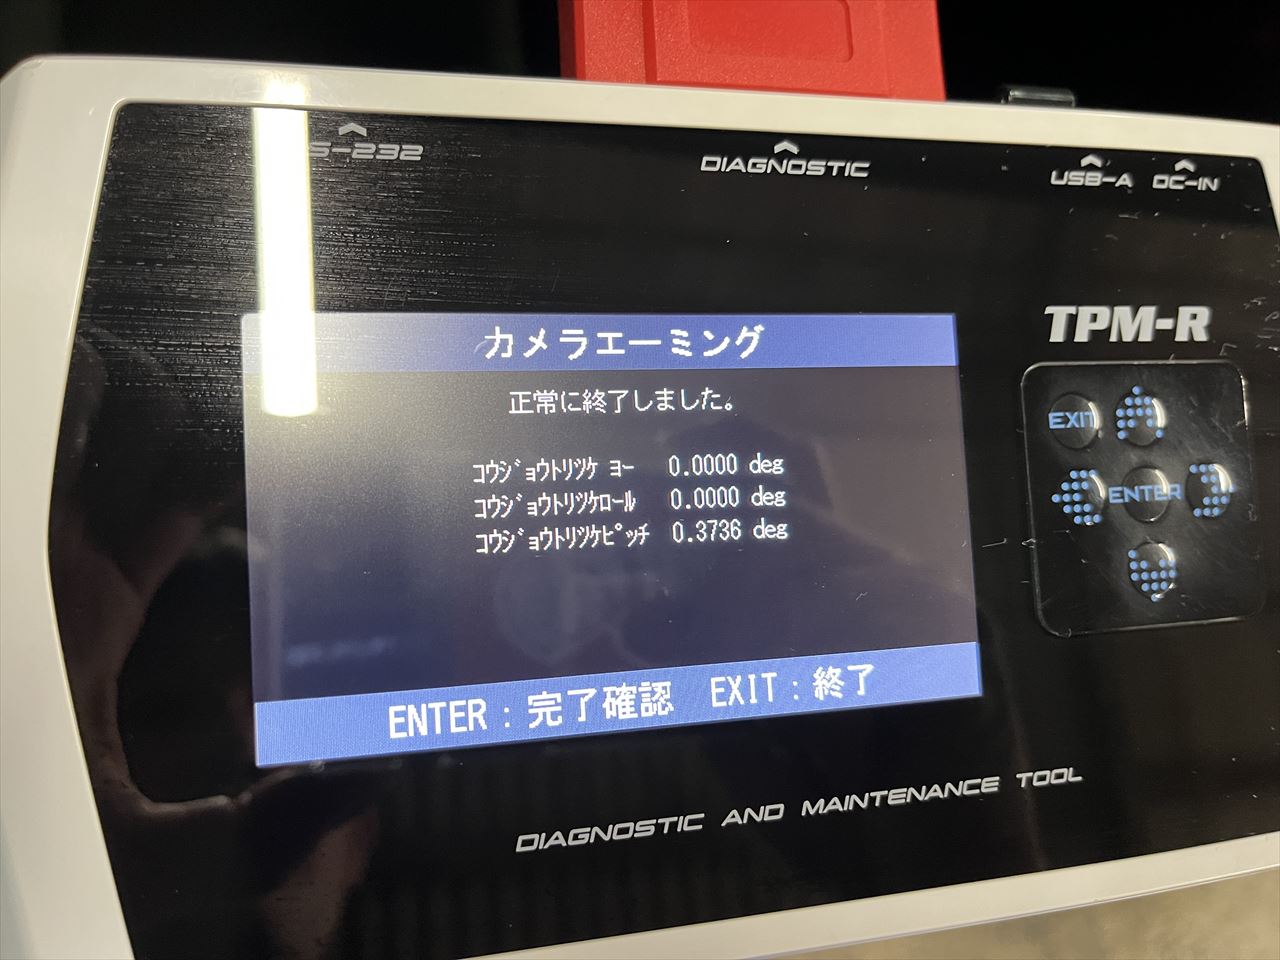 S-232
DIAGNOSTIC
USB-A DC-IN
TPM-R
カメラエーミング
正常に終了しました。
コウジョウトリツケ ヨー 0.0000 deg
コウジョウトリツケロール 0.0000 deg
コウジョウトリツケピッチ 0.3736 deg
ENTER：完了確認 EXIT：終了
EXIT
ENTER
DIAGNOSTIC AND MAINTENANCE TOOL